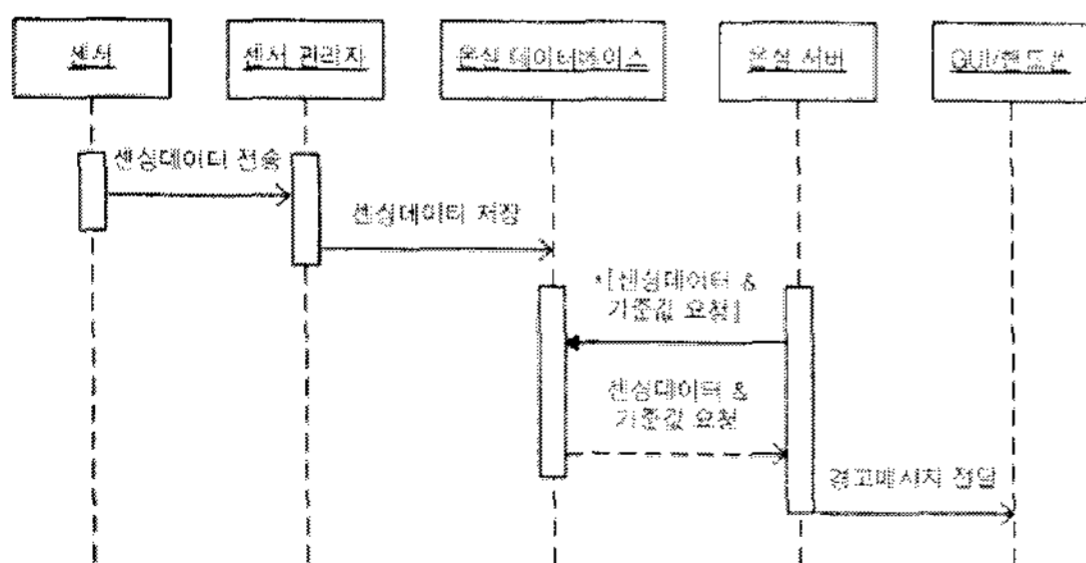 센서
센서 관리자
온실 데이터베이스
온실 서버
GUI/핸드폰
센싱데이터 전송
센싱데이터 저장
*[센싱데이터 &
기준값 요청]
센싱데이터 &
기준값 요청
경고메시지 전달